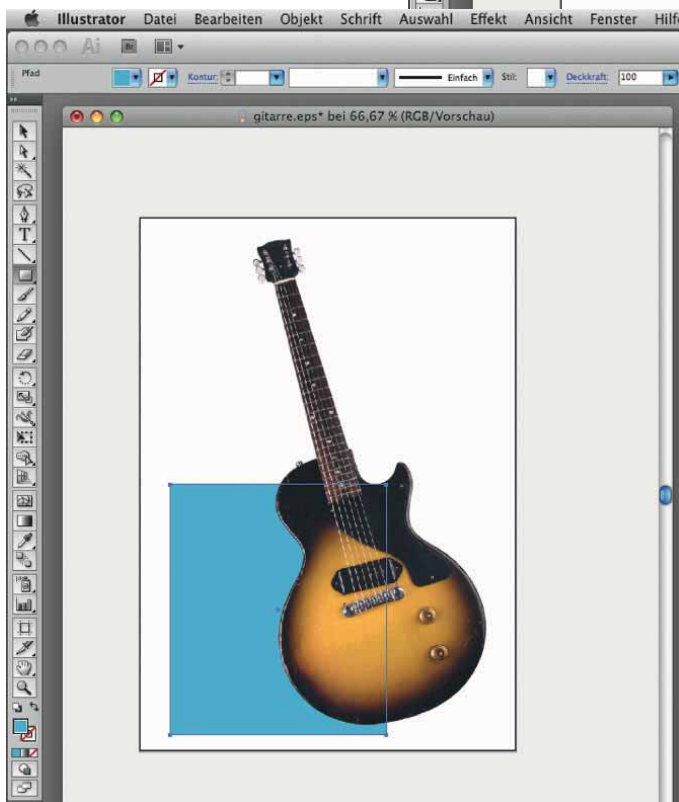 Illustrator Datei Bearbeiten Objekt Schrift Auswahl Effekt Ansicht Fenster Hilfe
Ai Br
Pfad Kontur: Einfach Stil: Deckkraft: 100
gitarre.eps* bei 66,67 % (RGB/Vorschau)
T